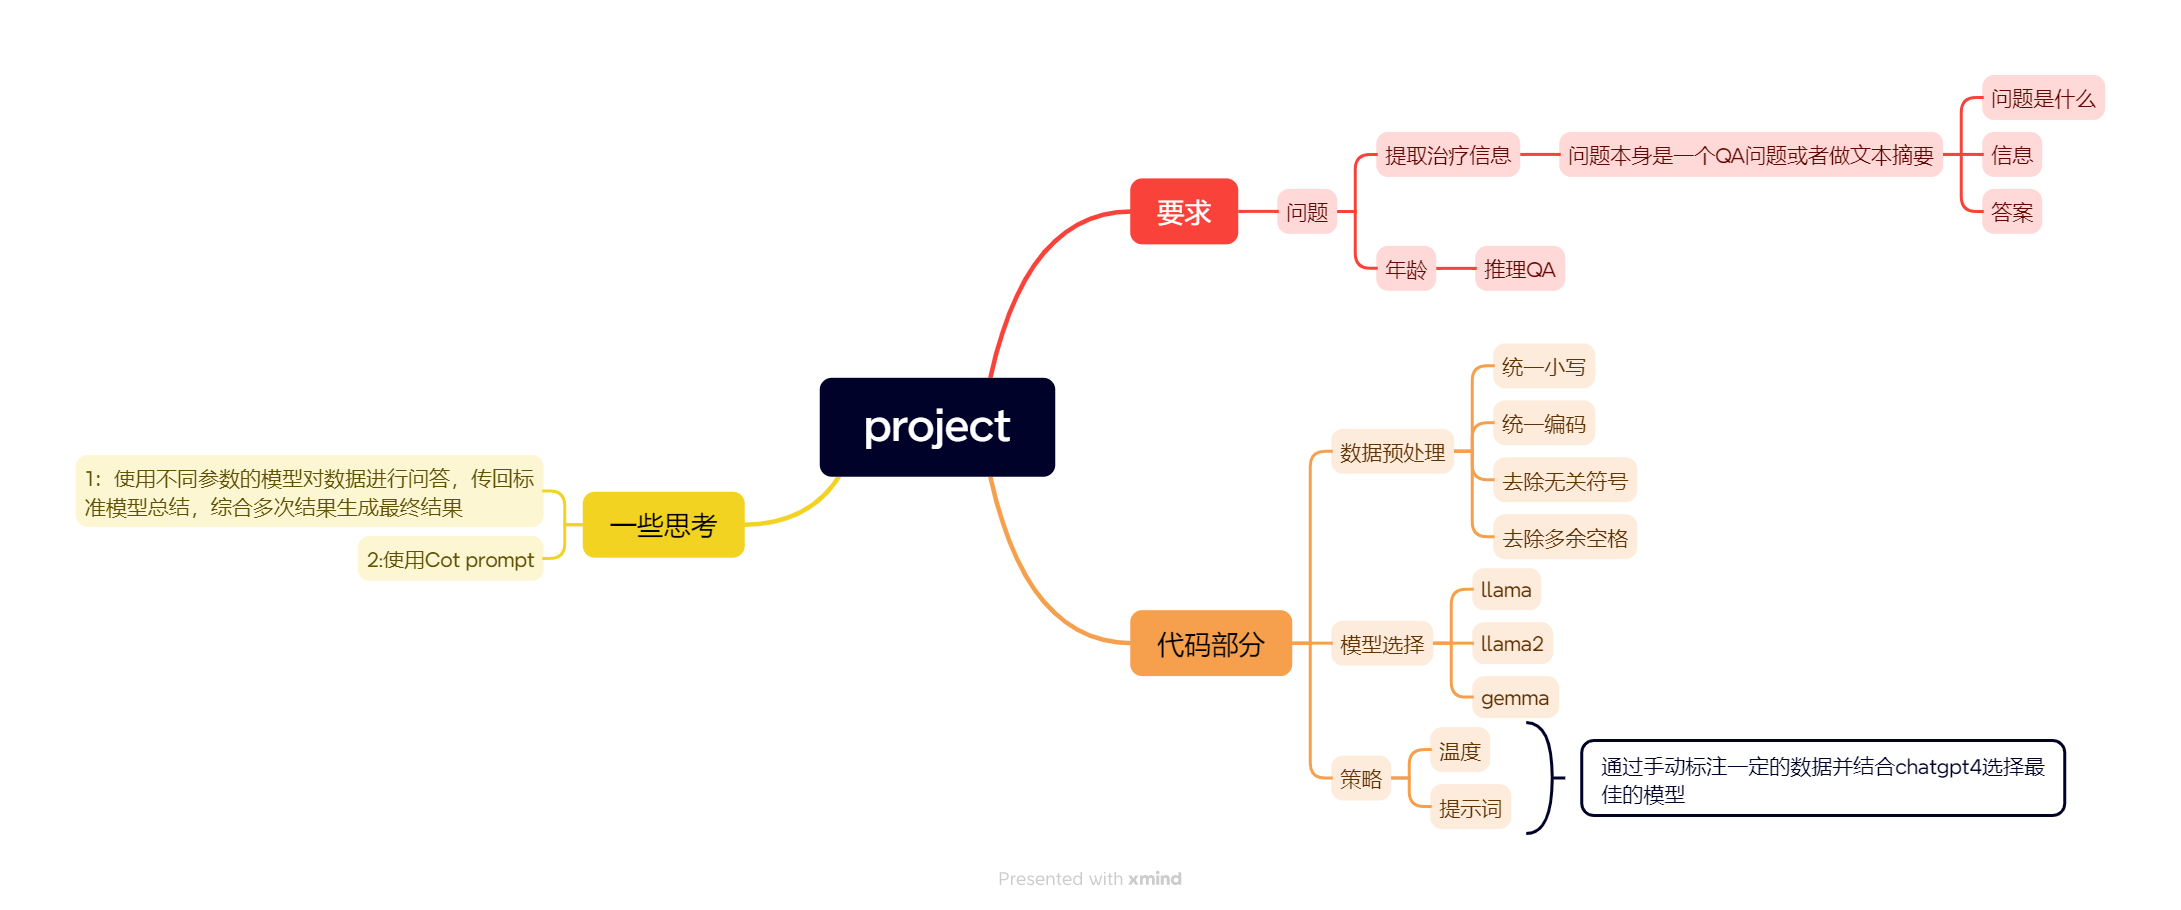 project
要求
问题
提取治疗信息
问题本身是一个QA问题或者做文本摘要
问题是什么
信息
答案
年龄
推理QA
代码部分
数据预处理
统一小写
统一编码
去除无关符号
去除多余空格
模型选择
llama
llama2
gemma
策略
温度
提示词
通过手动标注一定的数据并结合chatgpt4选择最
佳的模型
一些思考
1：使用不同参数的模型对数据进行问答，传回标
准模型总结，综合多次结果生成最终结果
2:使用Cot prompt
Presented with xmind